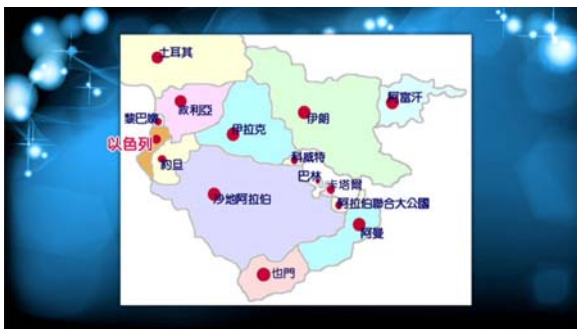 土耳其
敘利亞
阿富汗
黎巴嫩
伊朗
伊拉克
以色列
約旦
科威特
巴林
卡塔爾
沙地阿拉伯
阿拉伯聯合大公國
阿曼
也門